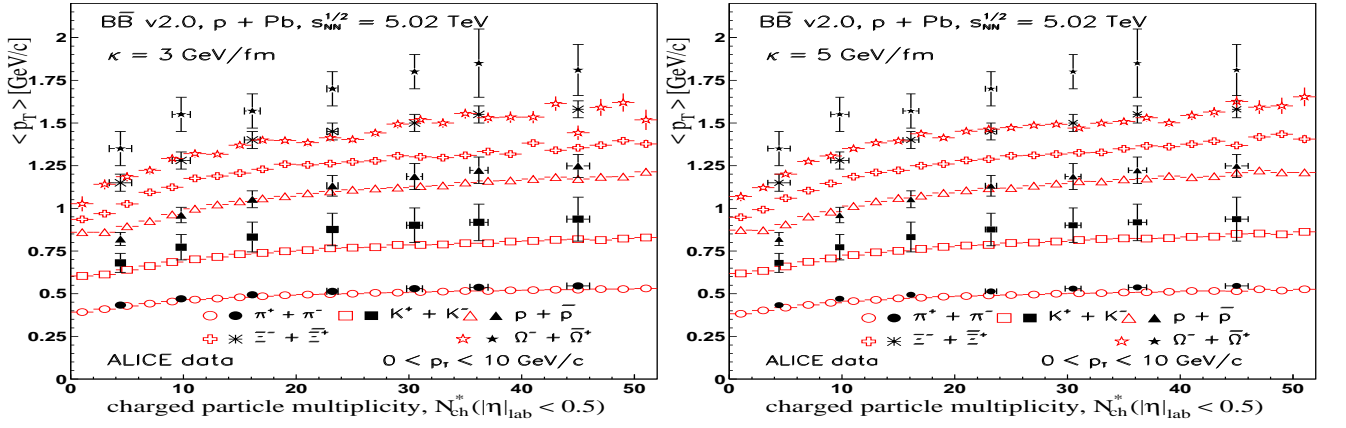 BB̅ v2.0, p + Pb, s_NN^1/2 = 5.02 TeV
κ = 3 GeV/fm
< p_T > [GeV/c]
2
1.75
1.5
1.25
1
0.75
0.5
0.25
0
π⁺ + π⁻ K⁺ + K⁻ p + p̅
Ξ⁻ + Ξ̅⁺ Ω⁻ + Ω̅⁺
ALICE data 0 < p_T < 10 GeV/c
0 10 20 30 40 50
charged particle multiplicity, N*_ch(|η|_lab < 0.5)
BB̅ v2.0, p + Pb, s_NN^1/2 = 5.02 TeV
κ = 5 GeV/fm
< p_T > [GeV/c]
2
1.75
1.5
1.25
1
0.75
0.5
0.25
0
π⁺ + π⁻ K⁺ + K⁻ p + p̅
Ξ⁻ + Ξ̅⁺ Ω⁻ + Ω̅⁺
ALICE data 0 < p_T < 10 GeV/c
0 10 20 30 40 50
charged particle multiplicity, N*_ch(|η|_lab < 0.5)